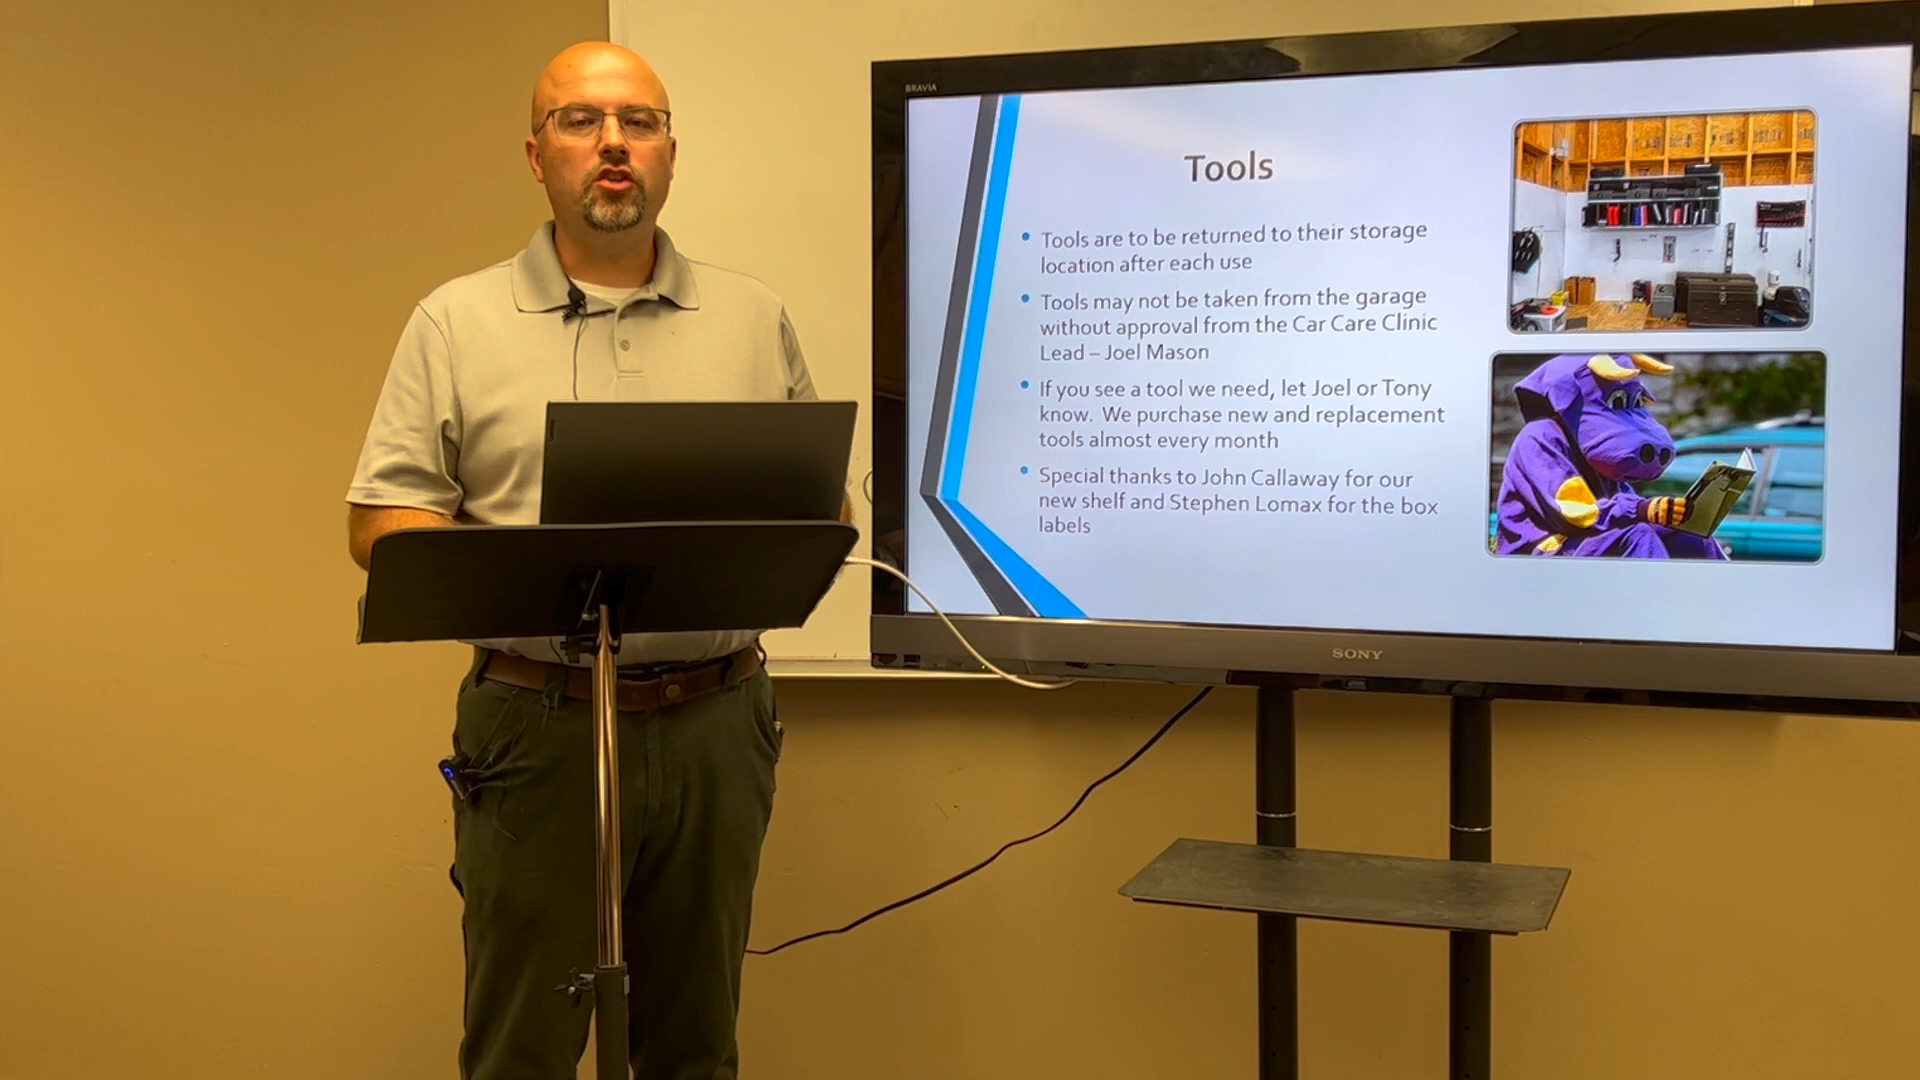 BRAVIA
Tools
• Tools are to be returned to their storage
location after each use
• Tools may not be taken from the garage
without approval from the Car Care Clinic
Lead – Joel Mason
• If you see a tool we need, let Joel or Tony
know. We purchase new and replacement
tools almost every month
• Special thanks to John Callaway for our
new shelf and Stephen Lomax for the box
labels
SONY
Lenovo